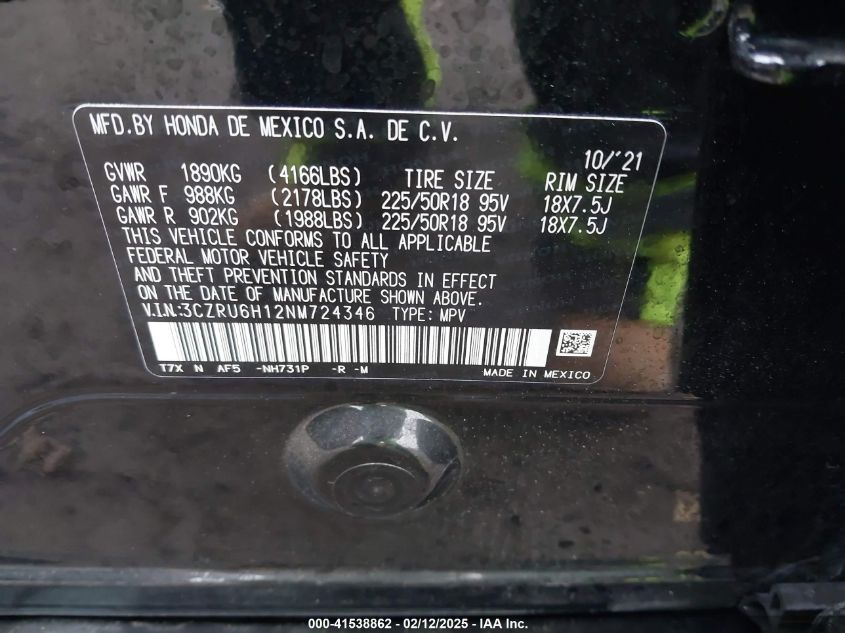 MFD.BY HONDA DE MEXICO S.A. DE C.V.
10/'21
GVWR 1890KG (4166LBS) TIRE SIZE RIM SIZE
GAWR F 988KG (2178LBS) 225/50R18 95V 18X7.5J
GAWR R 902KG (1988LBS) 225/50R18 95V 18X7.5J
THIS VEHICLE CONFORMS TO ALL APPLICABLE
FEDERAL MOTOR VEHICLE SAFETY
AND THEFT PREVENTION STANDARDS IN EFFECT
ON THE DATE OF MANUFACTURE SHOWN ABOVE.
V.I.N.:3CZRU6H12NM724346 TYPE: MPV
T7X N AF5 -NH731P -R -M MADE IN MEXICO
000-41538862 - 02/12/2025 - IAA Inc.